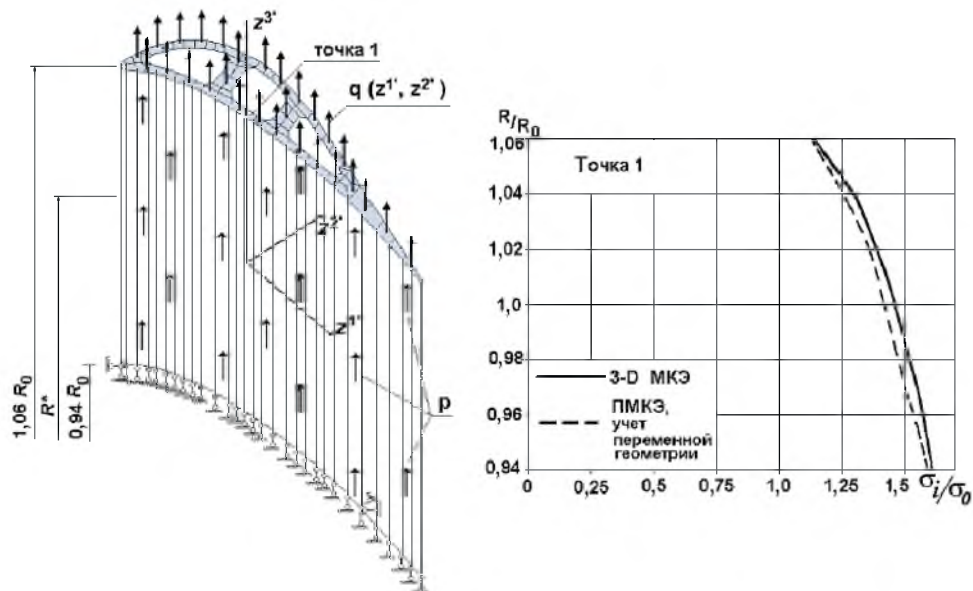 z³'
точка 1
q (z¹', z²')
z²'
z¹'
p
1,06 R₀
R*
0,94 R₀
R/R₀
1,06
1,04
1,02
1,0
0,98
0,96
0,94
Точка 1
3-D МКЭ
ПМКЭ,
учет
переменной
геометрии
0
0,25
0,5
0,75
1,0
1,25
1,5
σᵢ/σ₀